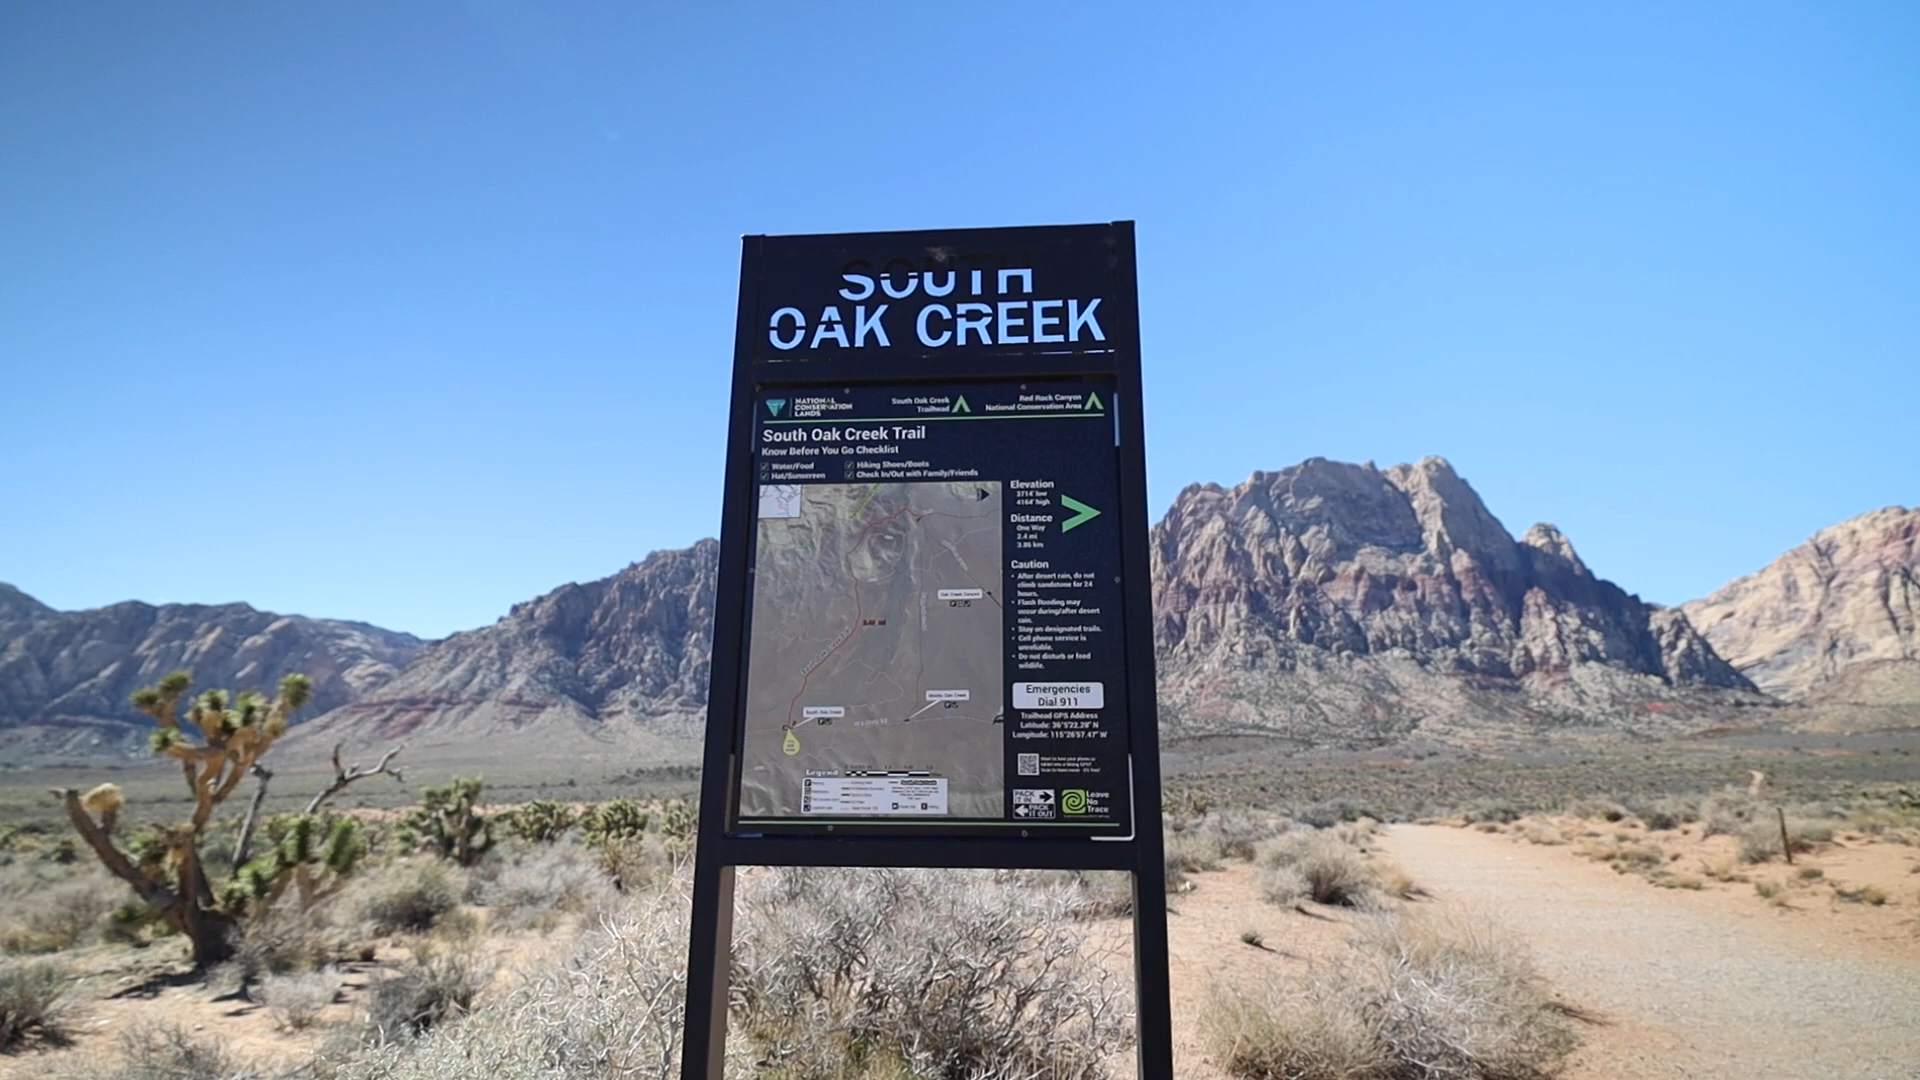 SOUTH
OAK CREEK
NATIONAL
CONSERVATION
LANDS
South Oak Creek
Trailhead
Red Rock Canyon
National Conservation Area
South Oak Creek Trail
Know Before You Go Checklist
Water/Food
Hiking Shoes/Boots
Hat/Sunscreen
Check In/Out with Family/Friends
Elevation
3714' low
4164' high
Distance
One Way
2.4 mi
3.86 km
Caution
• After desert rain, do not
climb sandstone for 24
hours.
• Flash flooding may
occur during/after desert
rain.
• Stay on designated trails.
• Cell phone service is
unreliable.
• Do not disturb or feed
wildlife.
Oak Creek Canyon
Middle Oak Creek
South Oak Creek
Emergencies
Dial 911
Trailhead GPS Address
Latitude: 36°5'22.28" N
Longitude: 115°26'57.47" W
Legend
PACK
IT IN
PACK
IT OUT
Leave
No
Trace